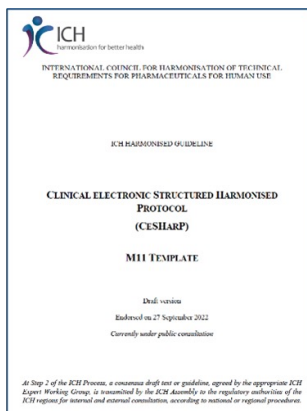 ICH
harmonisation for better health
INTERNATIONAL COUNCIL FOR HARMONISATION OF TECHNICAL
REQUIREMENTS FOR PHARMACEUTICALS FOR HUMAN USE
ICH HARMONISED GUIDELINE
CLINICAL ELECTRONIC STRUCTURED HARMONISED
PROTOCOL
(CESHARP)
M11 TEMPLATE
Draft version
Endorsed on 27 September 2022
Currently under public consultation
At Step 2 of the ICH Process, a consensus draft text or guideline, agreed by the appropriate ICH
Expert Working Group, is transmitted by the ICH Assembly to the regulatory authorities of the
ICH regions for internal and external consultation, according to national or regional procedures.